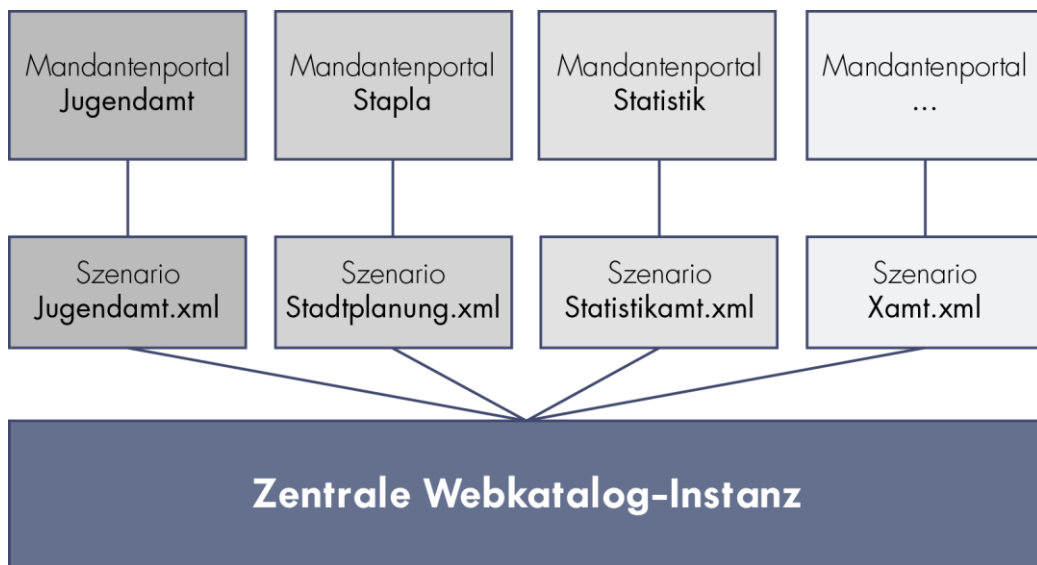 Mandantenportal
Jugendamt
Mandantenportal
Stapla
Mandantenportal
Statistik
Mandantenportal
...
Szenario
Jugendamt.xml
Szenario
Stadtplanung.xml
Szenario
Statistikamt.xml
Szenario
Xamt.xml
Zentrale Webkatalog-Instanz